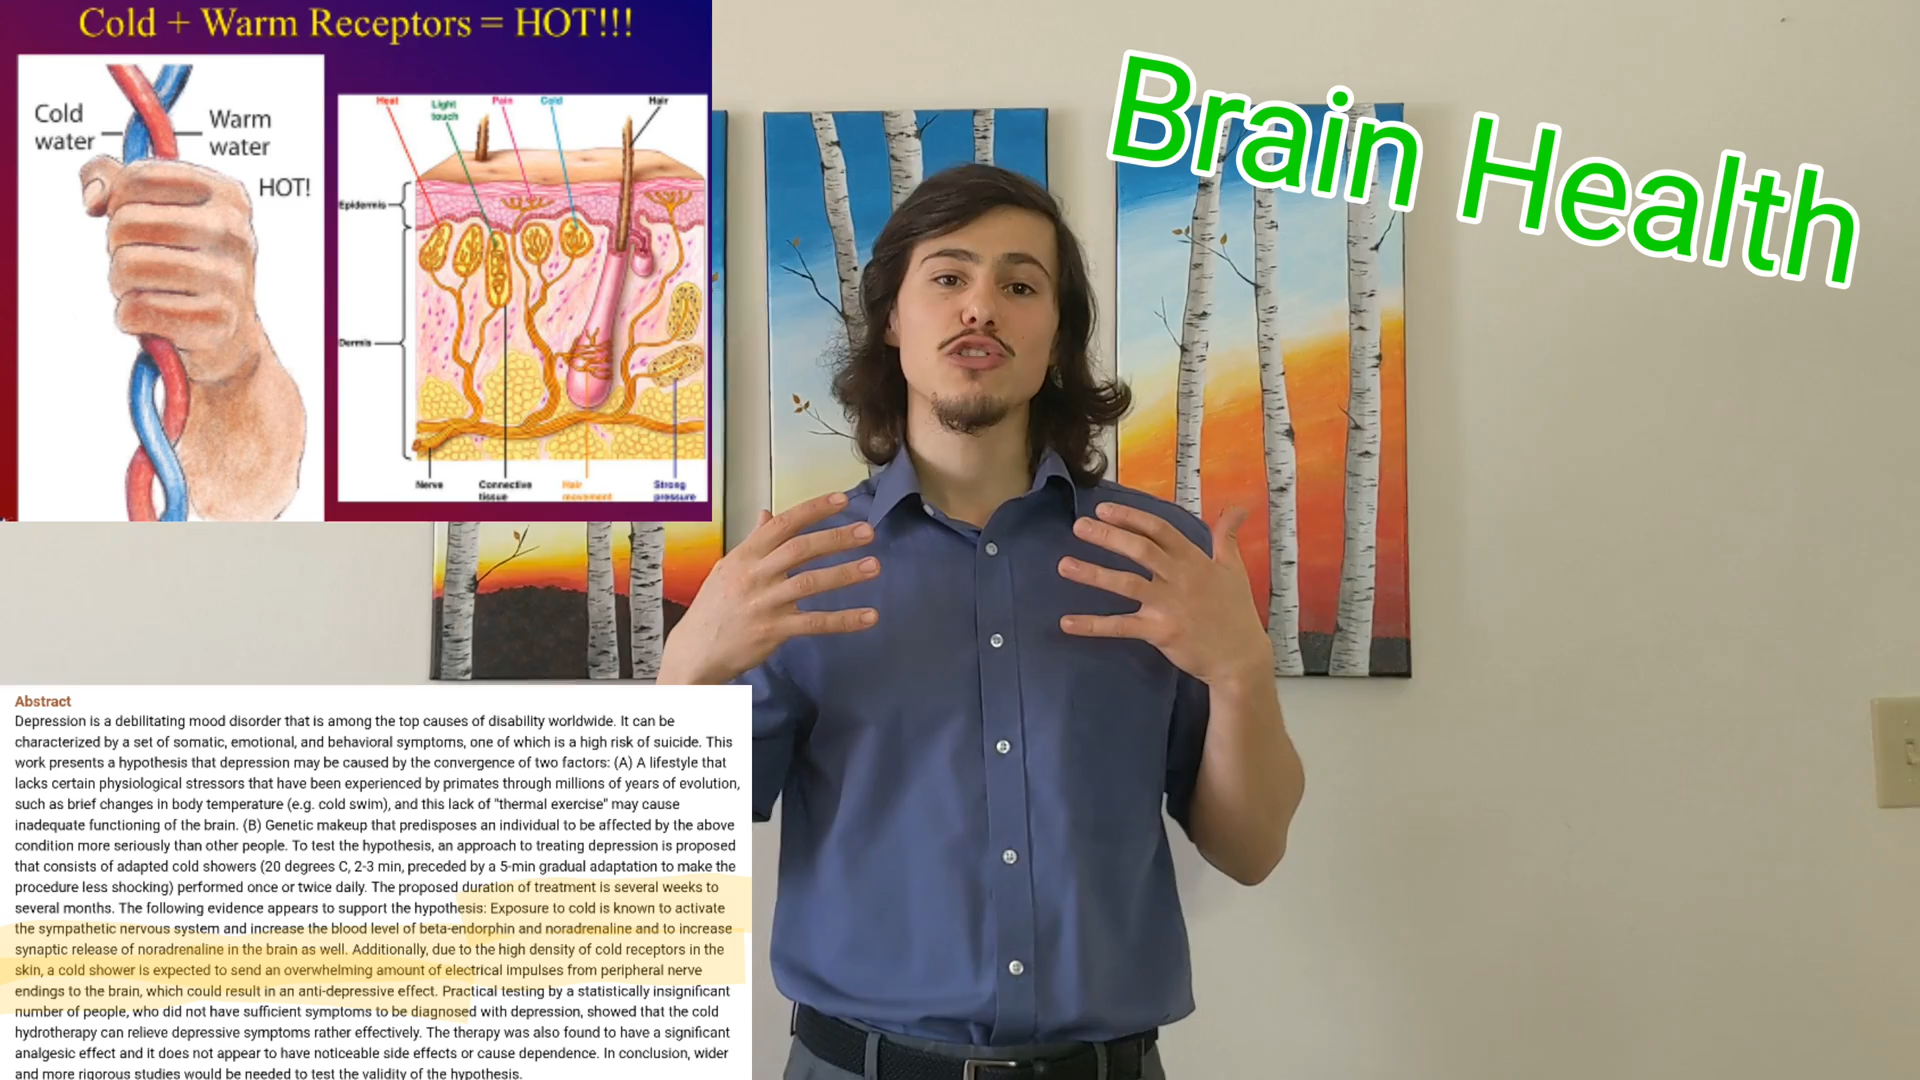 Cold + Warm Receptors = HOT!!!
Cold
water
Warm
water
HOT!
Heat
Light
touch
Pain
Cold
Hair
Epidermis
Dermis
Nerve
Connective
tissue
Hair
movement
Strong
pressure
Brain Health
Abstract
Depression is a debilitating mood disorder that is among the top causes of disability worldwide. It can be
characterized by a set of somatic, emotional, and behavioral symptoms, one of which is a high risk of suicide. This
work presents a hypothesis that depression may be caused by the convergence of two factors: (A) A lifestyle that
lacks certain physiological stressors that have been experienced by primates through millions of years of evolution,
such as brief changes in body temperature (e.g. cold swim), and this lack of "thermal exercise" may cause
inadequate functioning of the brain. (B) Genetic makeup that predisposes an individual to be affected by the above
condition more seriously than other people. To test the hypothesis, an approach to treating depression is proposed
that consists of adapted cold showers (20 degrees C, 2-3 min, preceded by a 5-min gradual adaptation to make the
procedure less shocking) performed once or twice daily. The proposed duration of treatment is several weeks to
several months. The following evidence appears to support the hypothesis: Exposure to cold is known to activate
the sympathetic nervous system and increase the blood level of beta-endorphin and noradrenaline and to increase
synaptic release of noradrenaline in the brain as well. Additionally, due to the high density of cold receptors in the
skin, a cold shower is expected to send an overwhelming amount of electrical impulses from peripheral nerve
endings to the brain, which could result in an anti-depressive effect. Practical testing by a statistically insignificant
number of people, who did not have sufficient symptoms to be diagnosed with depression, showed that the cold
hydrotherapy can relieve depressive symptoms rather effectively. The therapy was also found to have a significant
analgesic effect and it does not appear to have noticeable side effects or cause dependence. In conclusion, wider
and more rigorous studies would be needed to test the validity of the hypothesis.